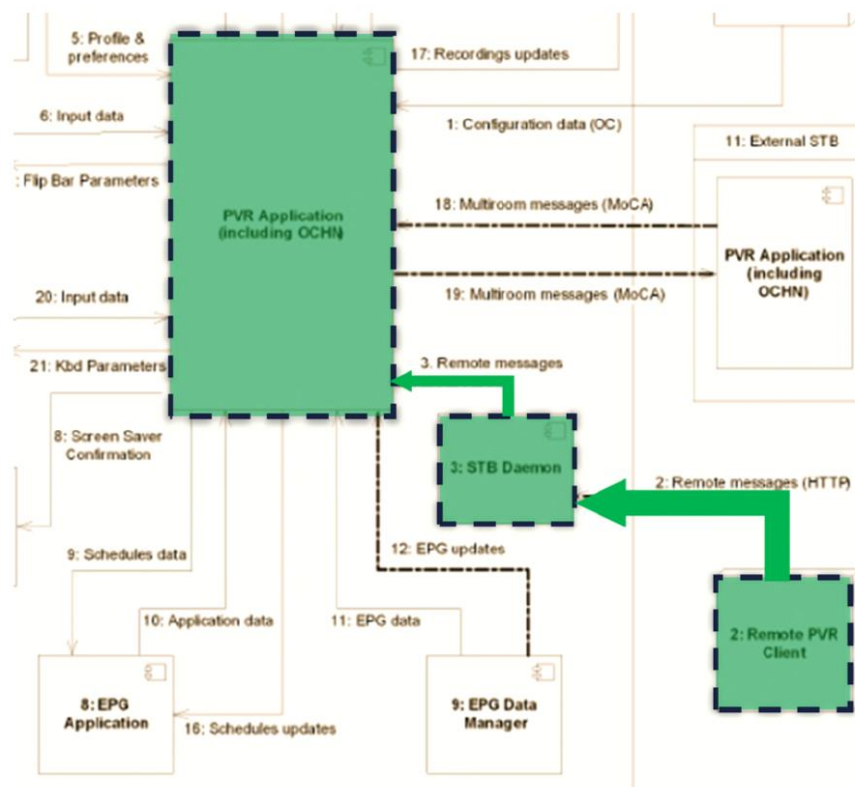 5: Profile &
preferences
17: Recordings updates
6: Input data
1: Configuration data (OC)
11: External STB
: Flip Bar Parameters
18: Multiroom messages (MoCA)
PVR Application
(including OCHN)
PVR Application
(including
OCHN)
20: Input data
19: Multiroom messages (MoCA)
21: Kbd Parameters
3. Remote messages
8: Screen Saver
Confirmation
3: STB Daemon
2: Remote messages (HTTP)
9: Schedules data
12: EPG updates
10: Application data
11: EPG data
2: Remote PVR
Client
8: EPG
Application
9: EPG Data
Manager
16: Schedules updates